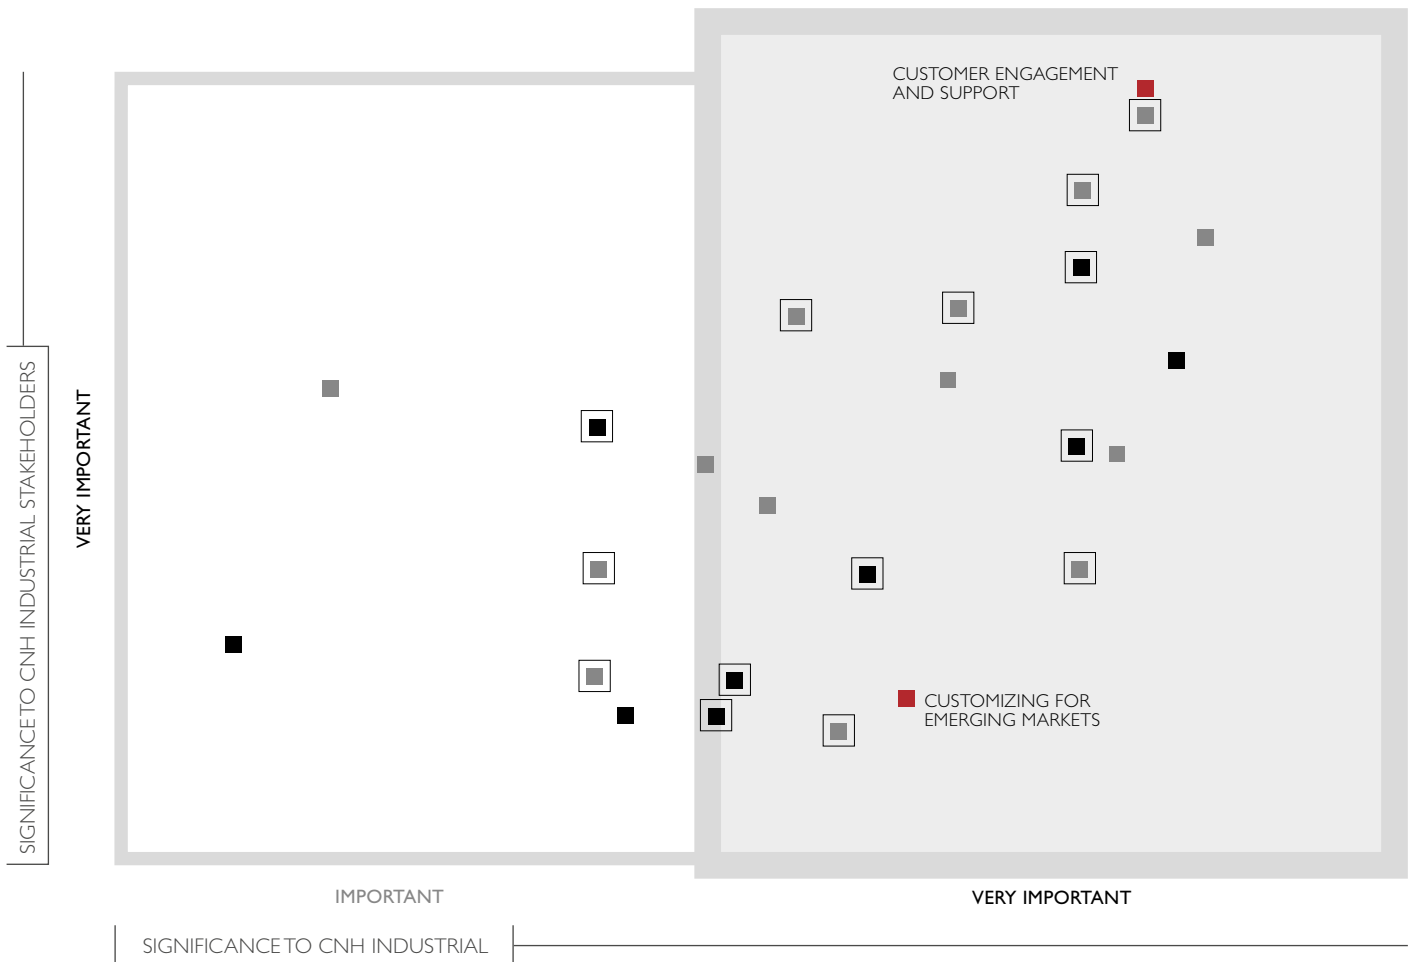 CUSTOMER ENGAGEMENT
AND SUPPORT
SIGNIFICANCE TO CNH INDUSTRIAL STAKEHOLDERS
VERY IMPORTANT
CUSTOMIZING FOR
EMERGING MARKETS
IMPORTANT
VERY IMPORTANT
SIGNIFICANCE TO CNH INDUSTRIAL